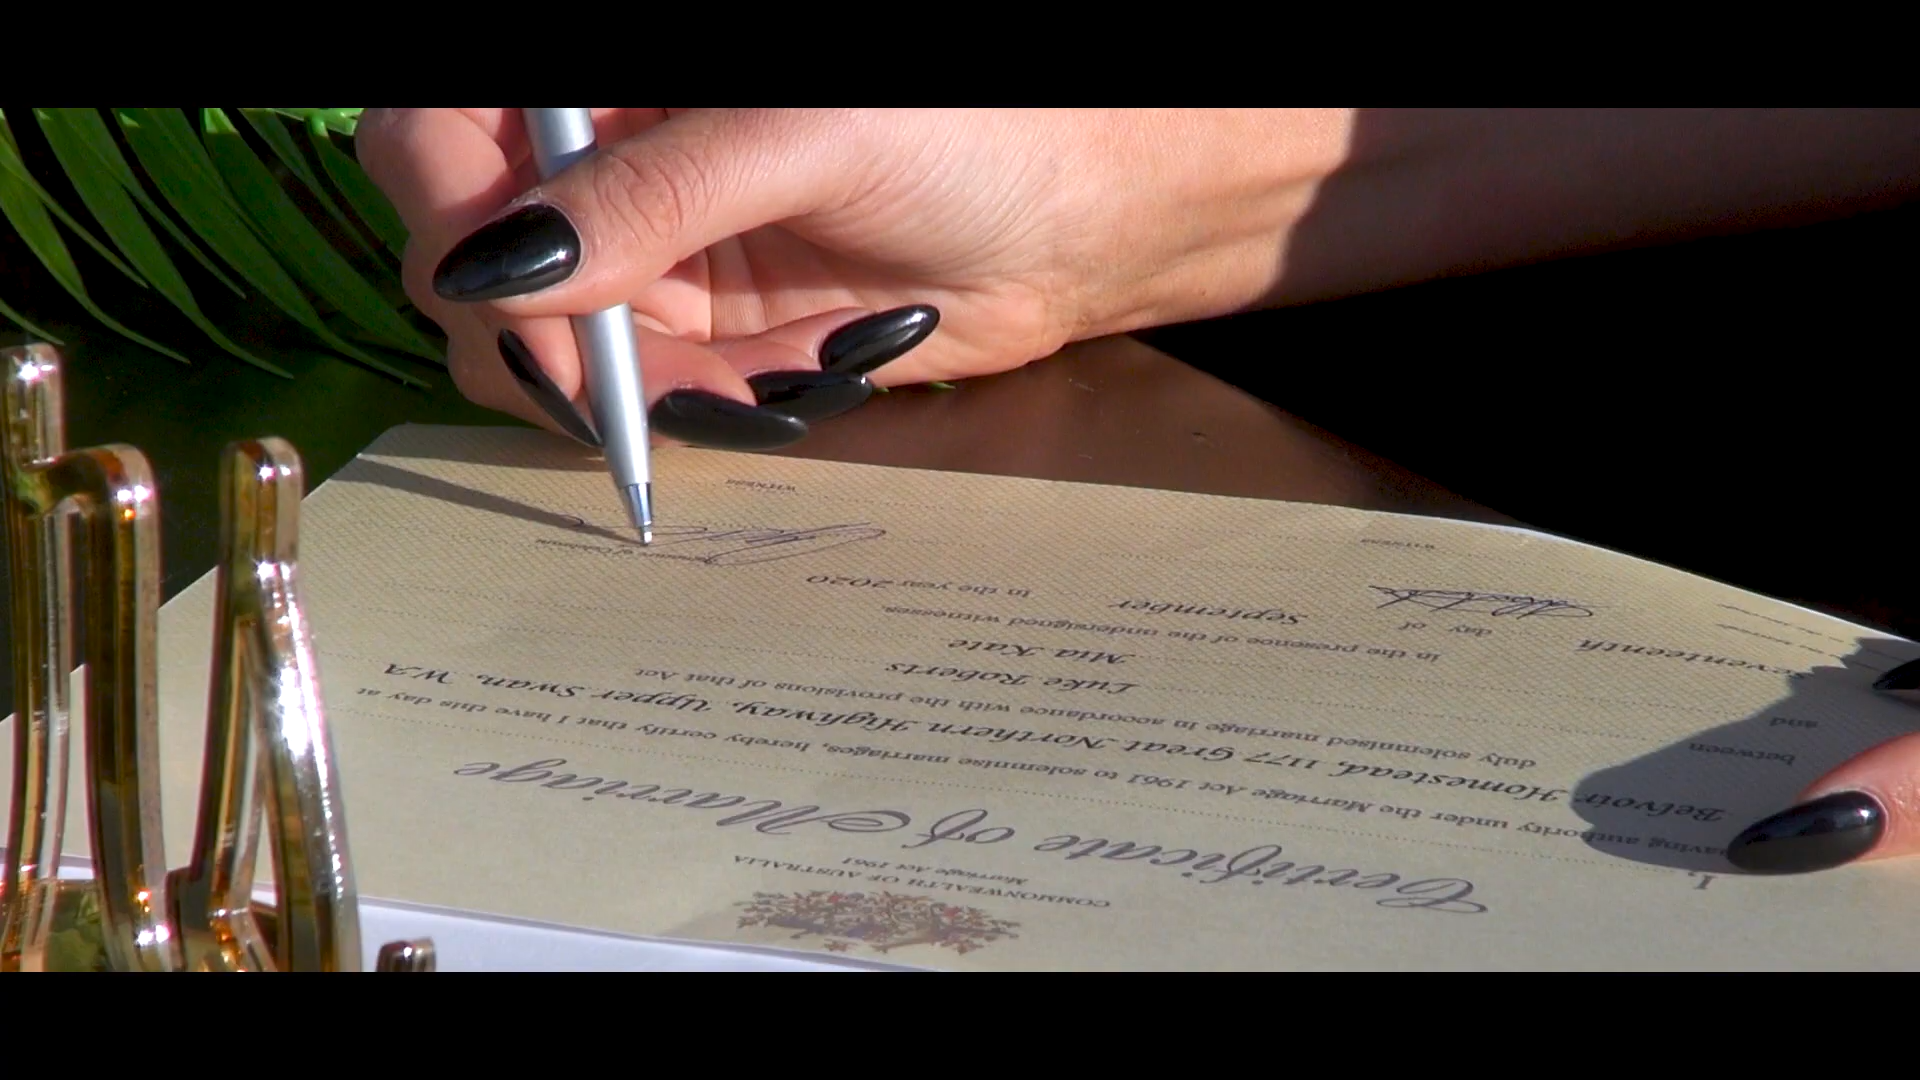 COMMONWEALTH OF AUSTRALIA
Marriage Act 1961
Certificate of Marriage
I,
having authority under the Marriage Act 1961 to solemnise marriages, hereby certify that I have this day at
Belvoir Homestead, 1177 Great Northern Highway, Upper Swan, W.A
duly solemnised marriage in accordance with the provisions of that Act
between Luke Roberts
and Mia Kate
in the presence of the undersigned witnesses.
Seventeenth day of September in the year 2020
Signature of Celebrant
WITNESS
WITNESS